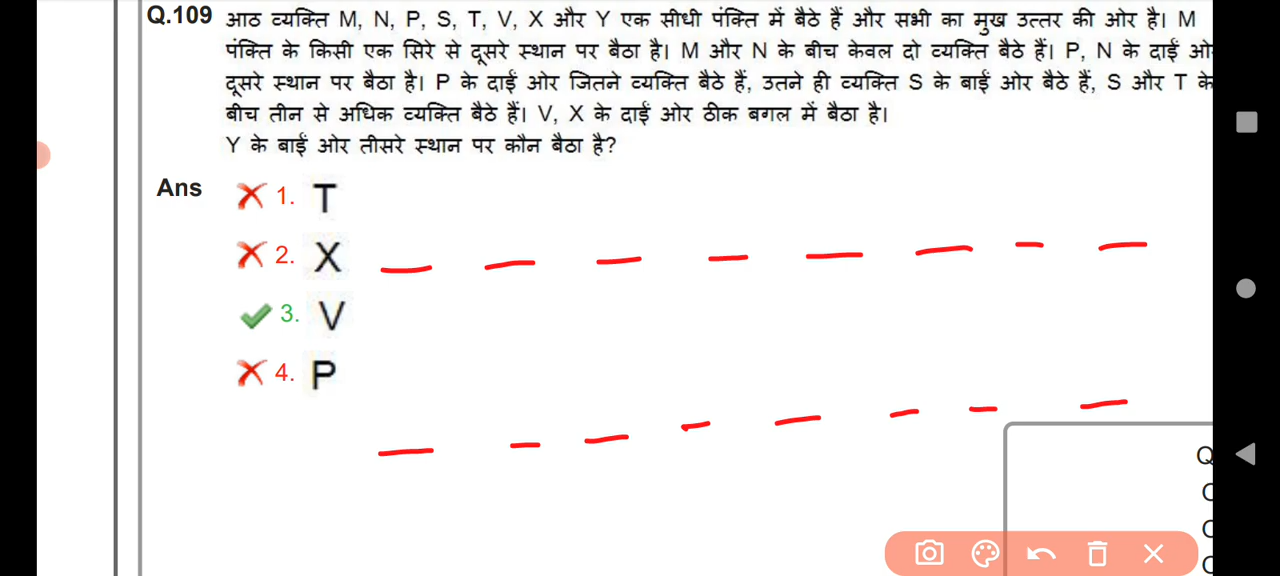 Q.109 आठ व्यक्ति M, N, P, S, T, V, X और Y एक सीधी पंक्ति में बैठे हैं और सभी का मुख उत्तर की ओर है। M
पंक्ति के किसी एक सिरे से दूसरे स्थान पर बैठा है। M और N के बीच केवल दो व्यक्ति बैठे हैं। P, N के दाईं ओ
दूसरे स्थान पर बैठा है। P के दाईं ओर जितने व्यक्ति बैठे हैं, उतने ही व्यक्ति S के बाईं ओर बैठे हैं, S और T के
बीच तीन से अधिक व्यक्ति बैठे हैं। V, X के दाईं ओर ठीक बगल में बैठा है।
Y के बाईं ओर तीसरे स्थान पर कौन बैठा है?
Ans 1. T
2. X
3. V
4. P
Q